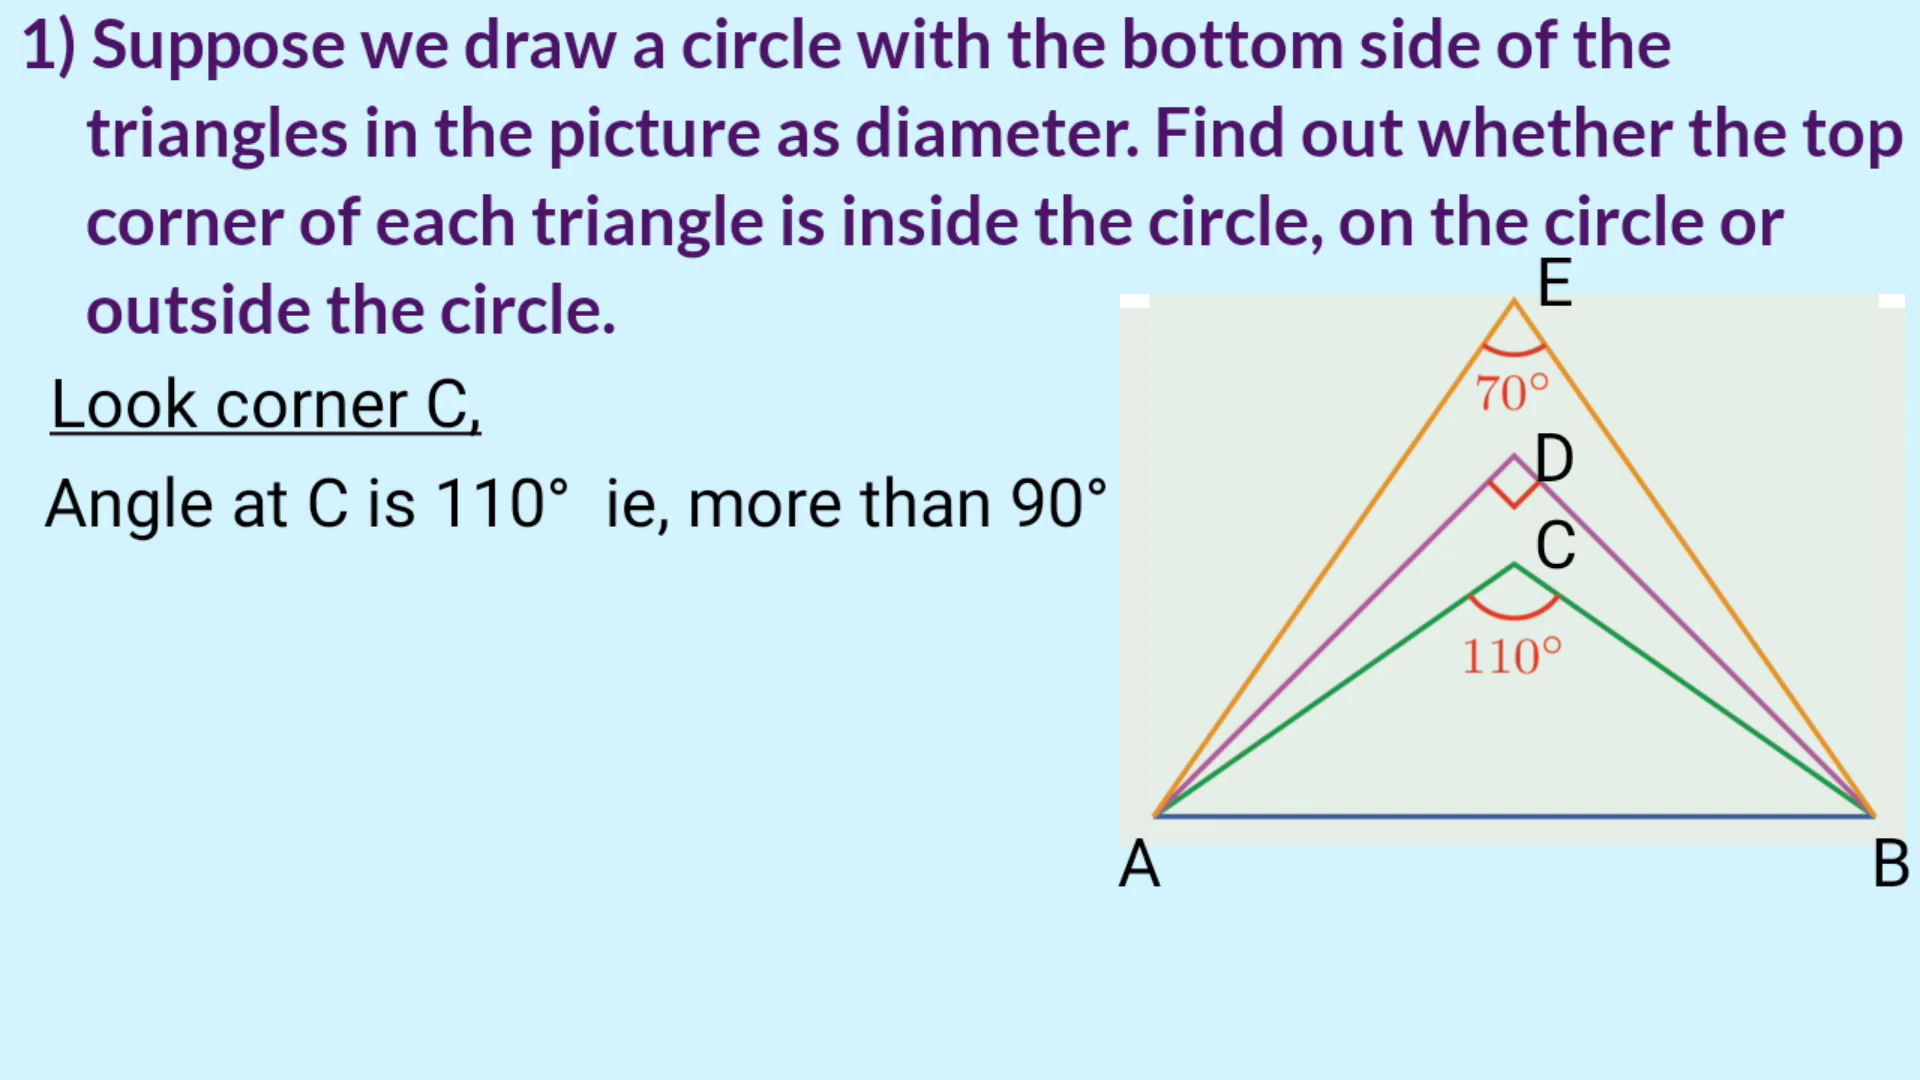 1) Suppose we draw a circle with the bottom side of the
triangles in the picture as diameter. Find out whether the top
corner of each triangle is inside the circle, on the circle or
outside the circle.
Look corner C,
Angle at C is 110° ie, more than 90°
E
70°
D
C
110°
A
B